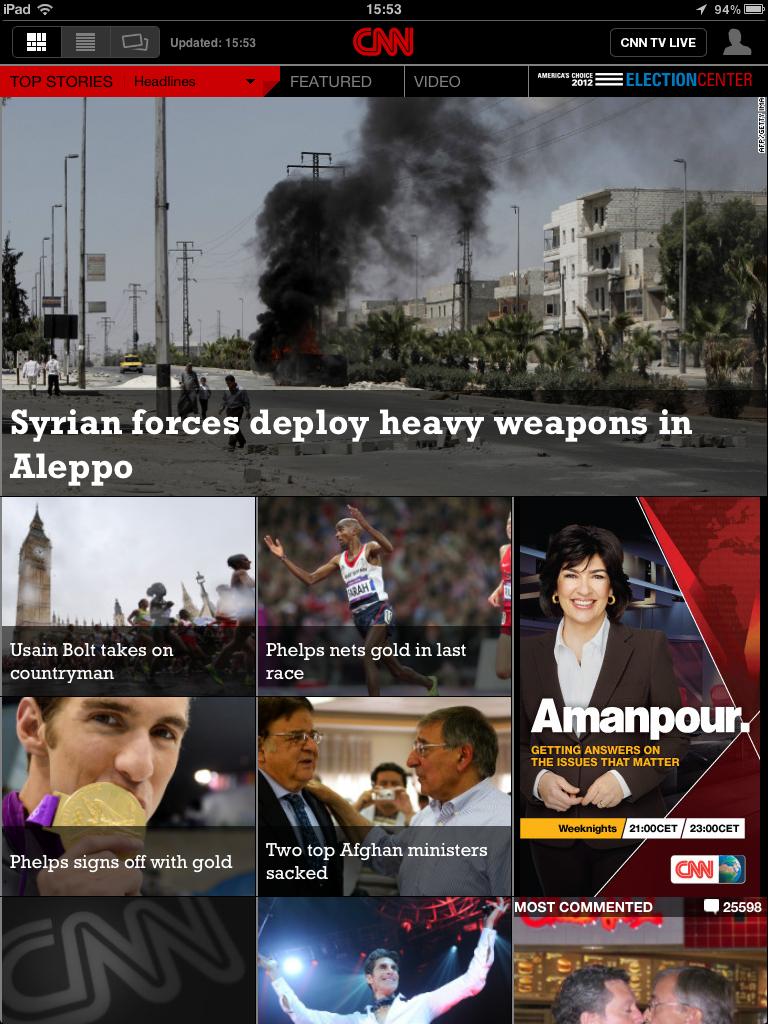 iPad 15:53 94%
Updated: 15:53 CNN CNN TV LIVE
TOP STORIES Headlines FEATURED VIDEO AMERICA'S CHOICE 2012 ELECTIONCENTER
AFP/GETTY IMA
Syrian forces deploy heavy weapons in
Aleppo
FARAH
Usain Bolt takes on
countryman
Phelps nets gold in last
race
Amanpour.
GETTING ANSWERS ON
THE ISSUES THAT MATTER
Weeknights 21:00CET 23:00CET
CNN
Phelps signs off with gold
Two top Afghan ministers
sacked
MOST COMMENTED 25598
CNN